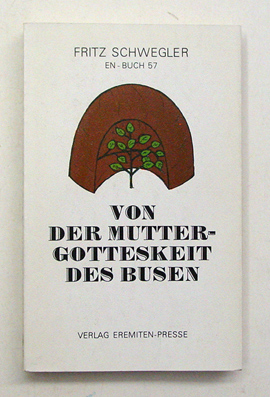 FRITZ SCHWEGLER
EN-BUCH 57
VON
DER MUTTER-
GOTTESKEIT
DES BUSEN
VERLAG EREMITEN-PRESSE